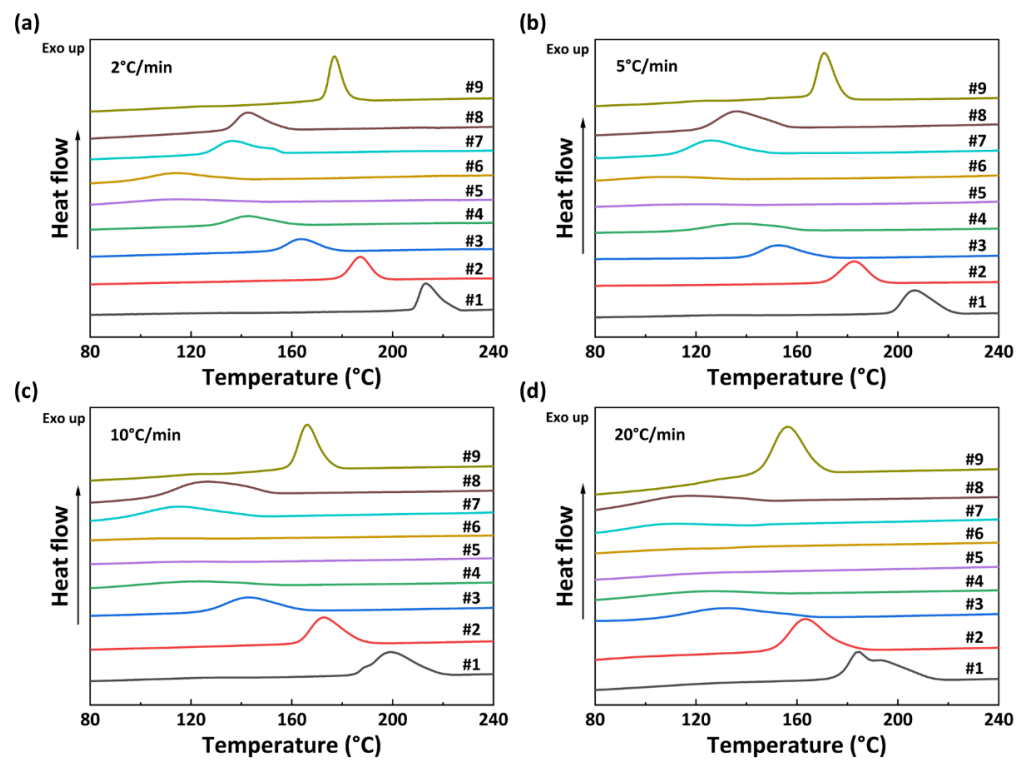 (a)
Exo up
2°C/min
#9
#8
#7
#6
#5
#4
#3
#2
#1
Heat flow
80 120 160 200 240
Temperature (°C)
(b)
Exo up
5°C/min
#9
#8
#7
#6
#5
#4
#3
#2
#1
Heat flow
80 120 160 200 240
Temperature (°C)
(c)
Exo up
10°C/min
#9
#8
#7
#6
#5
#4
#3
#2
#1
Heat flow
80 120 160 200 240
Temperature (°C)
(d)
Exo up
20°C/min
#9
#8
#7
#6
#5
#4
#3
#2
#1
Heat flow
80 120 160 200 240
Temperature (°C)